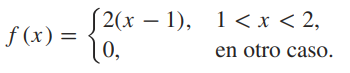 f(x) = { 2(x − 1), 1 < x < 2,
0, en otro caso.